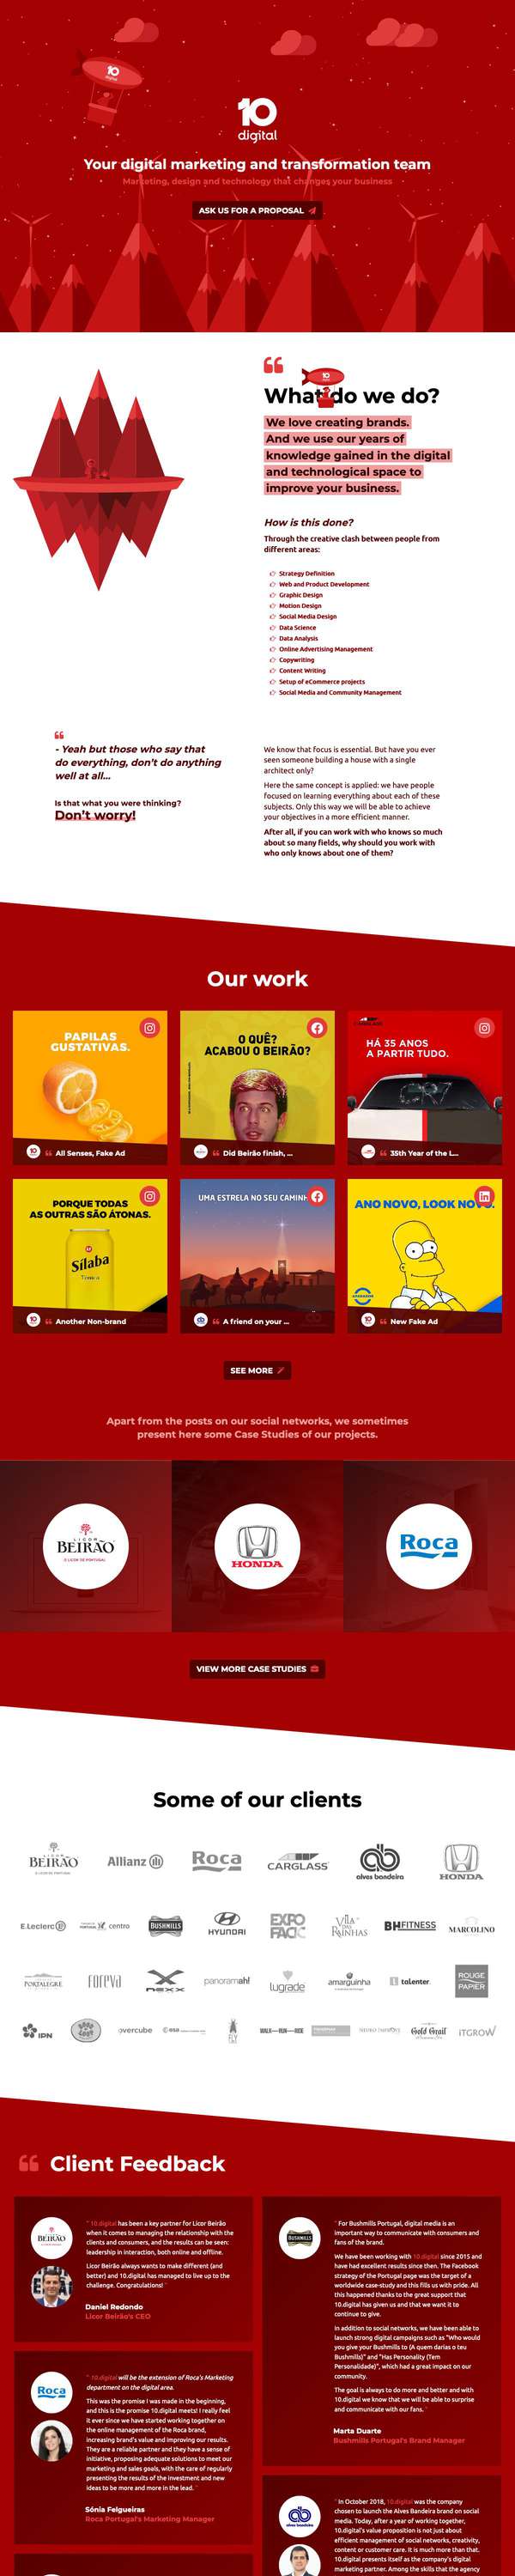 10
digital
10
digital
Your digital marketing and transformation team
Marketing, design and technology that changes your business
ASK US FOR A PROPOSAL
10
What do we do?
We love creating brands.
And we use our years of
knowledge gained in the digital
and technological space to
improve your business.
How is this done?
Through the creative clash between people from
different areas:
Strategy Definition
Web and Product Development
Graphic Design
Motion Design
Social Media Design
Data Science
Data Analysis
Online Advertising Management
Copywriting
Content Writing
Setup of eCommerce projects
Social Media and Community Management
- Yeah but those who say that
do everything, don't do anything
well at all...
Is that what you were thinking?
Don't worry!
We know that focus is essential. But have you ever
seen someone building a house with a single
architect only?
Here the same concept is applied: we have people
focused on learning everything about each of these
subjects. Only this way we will be able to achieve
your objectives in a more efficient manner.
After all, if you can work with who knows so much
about so many fields, why should you work with
who only knows about one of them?
Our work
PAPILAS
GUSTATIVAS.
All Senses, Fake Ad
O QUÊ?
ACABOU O BEIRÃO?
Did Beirão finish, ...
HÁ 35 ANOS
A PARTIR TUDO.
35th Year of the L...
PORQUE TODAS
AS OUTRAS SÃO ÁTONAS.
Sílaba
Another Non-brand
UMA ESTRELA NO SEU CAMINH
A friend on your ...
ANO NOVO, LOOK NOVO.
New Fake Ad
SEE MORE
Apart from the posts on our social networks, we sometimes
present here some Case Studies of our projects.
LICOR
BEIRÃO
O LICOR DE PORTUGAL
HONDA
Roca
VIEW MORE CASE STUDIES
Some of our clients
LICOR
BEIRÃO
O LICOR DE PORTUGAL
Allianz
Roca
CARGLASS
alves bandeira
HONDA
E.Leclerc
centro
BUSHMILLS
HYUNDAI
EXPO
PACK
VILA
DAS
RAINHAS
BHFITNESS
MARCOLINO
PORTALEGRE
foreva
NEXX
panoramah!
lugrade
amarguinha
talenter
ROUGE
PAPIER
IPN
overcube
FLY
WALK—RUN—RIDE
Gold Grail
ITGROW
Client Feedback
LICOR
BEIRÃO
" 10.digital has been a key partner for Licor Beirão
when it comes to managing the relationship with the
clients and consumers, and the results can be seen:
leadership in interaction, both online and offline.
Licor Beirão always wants to make different (and
better) and 10.digital has managed to live up to the
challenge. Congratulations! "
Daniel Redondo
Licor Beirão's CEO
Roca
" 10.digital will be the extension of Roca's Marketing
department on the digital area.
This was the promise I was made in the beginning,
and this is the promise 10.digital meets! I really feel
it ever since we have started working together on
the online management of the Roca brand,
increasing brand's value and improving our results.
They are a reliable partner and they have a sense of
initiative, proposing adequate solutions to meet our
marketing and sales goals, with the care of regularly
presenting the results of the investment and new
ideas to be more and more in the lead. "
Sónia Felgueiras
Roca Portugal's Marketing Manager
BUSHMILLS
" For Bushmills Portugal, digital media is an
important way to communicate with consumers and
fans of the brand.
We have been working with 10.digital since 2015 and
have had excellent results since then. The Facebook
strategy of the Portugal page was the target of a
worldwide case-study and this fills us with pride. All
this happened thanks to the great support that
10.digital has given us and that we want it to
continue to give.
In addition to social networks, we have been able to
launch strong digital campaigns such as "Who would
you give your Bushmills to (A quem darias o teu
Bushmills)" and "Has Personality (Tem
Personalidade)", which had a great impact on our
community.
The goal is always to do more and better and with
10.digital we know that we will be able to surprise
and communicate with our fans. "
Marta Duarte
Bushmills Portugal's Brand Manager
alves bandeira
" In October 2018, 10.digital was the company
chosen to launch the Alves Bandeira brand on social
media. Today, after a year of working together,
10.digital's value proposition is not just about
efficient management of social networks, creativity,
content or customer care. It is much more than that.
10.digital presents itself as the company's digital
marketing partner. Among the skills that the agency